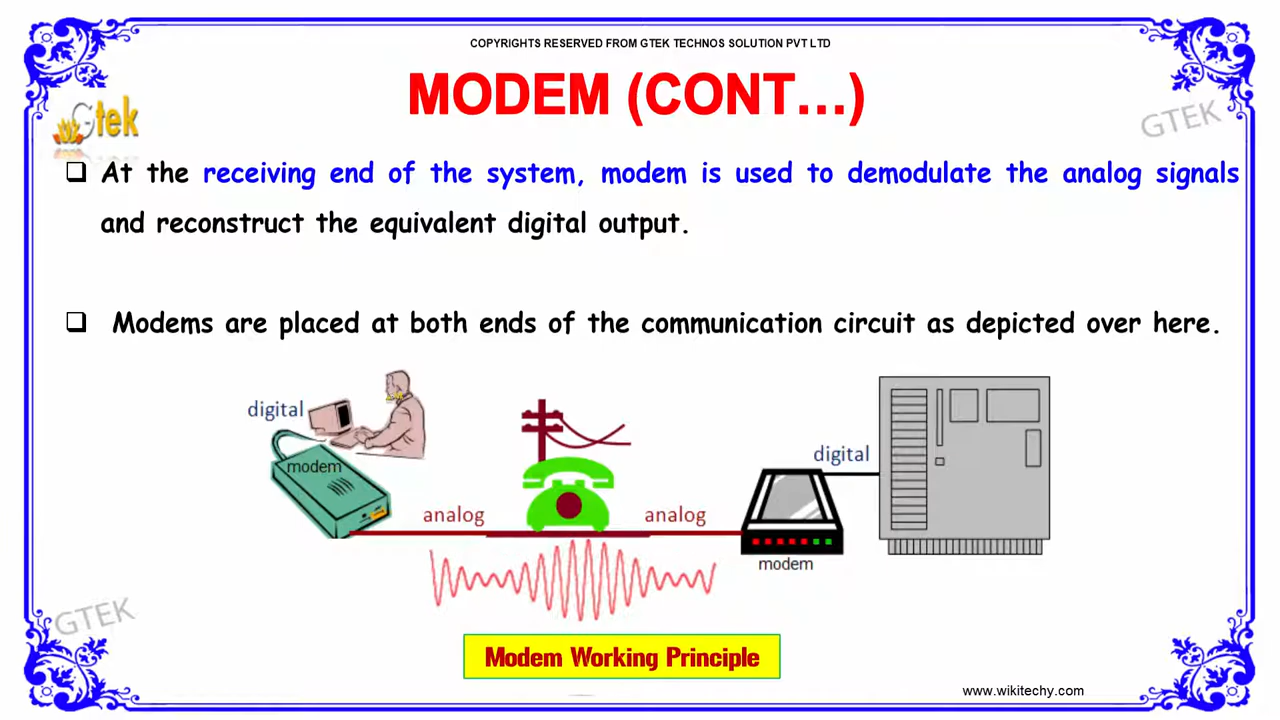 COPYRIGHTS RESERVED FROM GTEK TECHNOS SOLUTION PVT LTD
MODEM (CONT...)
Gtek
GTEK
At the receiving end of the system, modem is used to demodulate the analog signals
and reconstruct the equivalent digital output.
Modems are placed at both ends of the communication circuit as depicted over here.
digital
modem
analog
analog
digital
modem
GTEK
Modem Working Principle
www.wikitechy.com